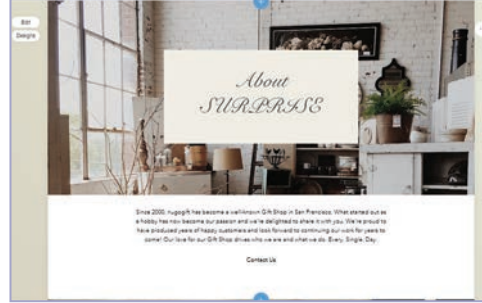 Edit
Designs
About
SURPRISE
Since 2000, nugogift has become a well-known Gift Shop in San Francisco. What started out as
a hobby has now become our passion and we're delighted to share it with you. We're proud to
have produced years of happy customers and look forward to continuing our work for years to
come! Our love for our Gift Shop drives who we are and what we do. Every. Single. Day.
Contact Us